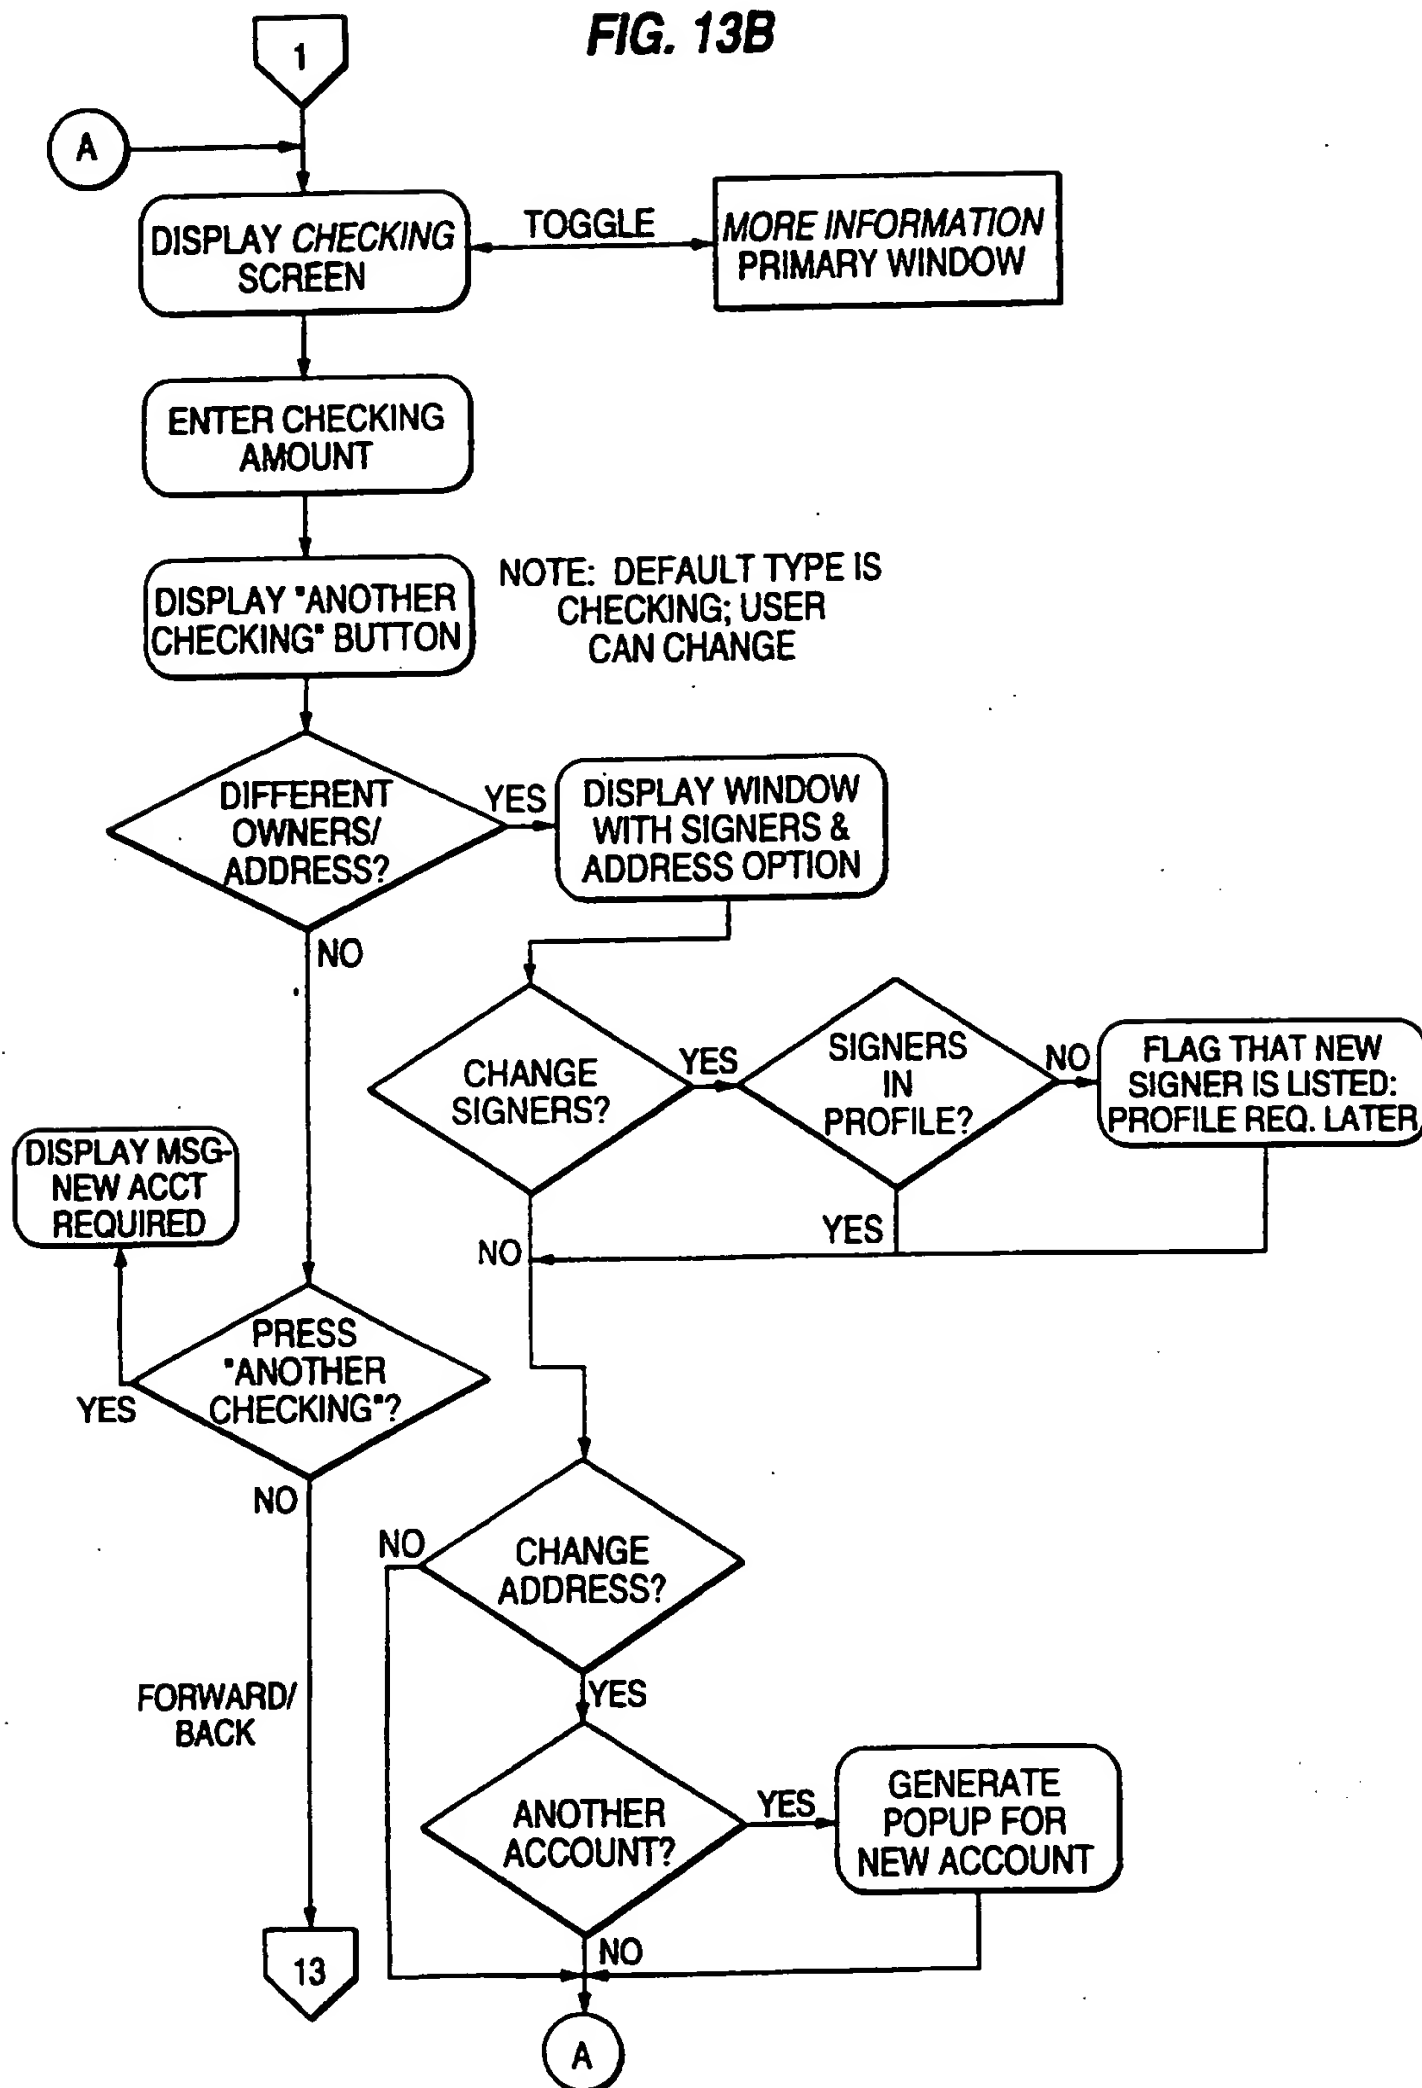 FIG. 13B
1
A
DISPLAY CHECKING
SCREEN
TOGGLE
MORE INFORMATION
PRIMARY WINDOW
ENTER CHECKING
AMOUNT
DISPLAY "ANOTHER
CHECKING" BUTTON
NOTE: DEFAULT TYPE IS
CHECKING; USER
CAN CHANGE
DIFFERENT
OWNERS/
ADDRESS?
YES
DISPLAY WINDOW
WITH SIGNERS &
ADDRESS OPTION
NO
CHANGE
SIGNERS?
YES
SIGNERS
IN
PROFILE?
NO
FLAG THAT NEW
SIGNER IS LISTED:
PROFILE REQ. LATER
YES
NO
DISPLAY MSG-
NEW ACCT
REQUIRED
PRESS
"ANOTHER
CHECKING"?
YES
NO
FORWARD/
BACK
13
CHANGE
ADDRESS?
NO
YES
ANOTHER
ACCOUNT?
YES
GENERATE
POPUP FOR
NEW ACCOUNT
NO
A